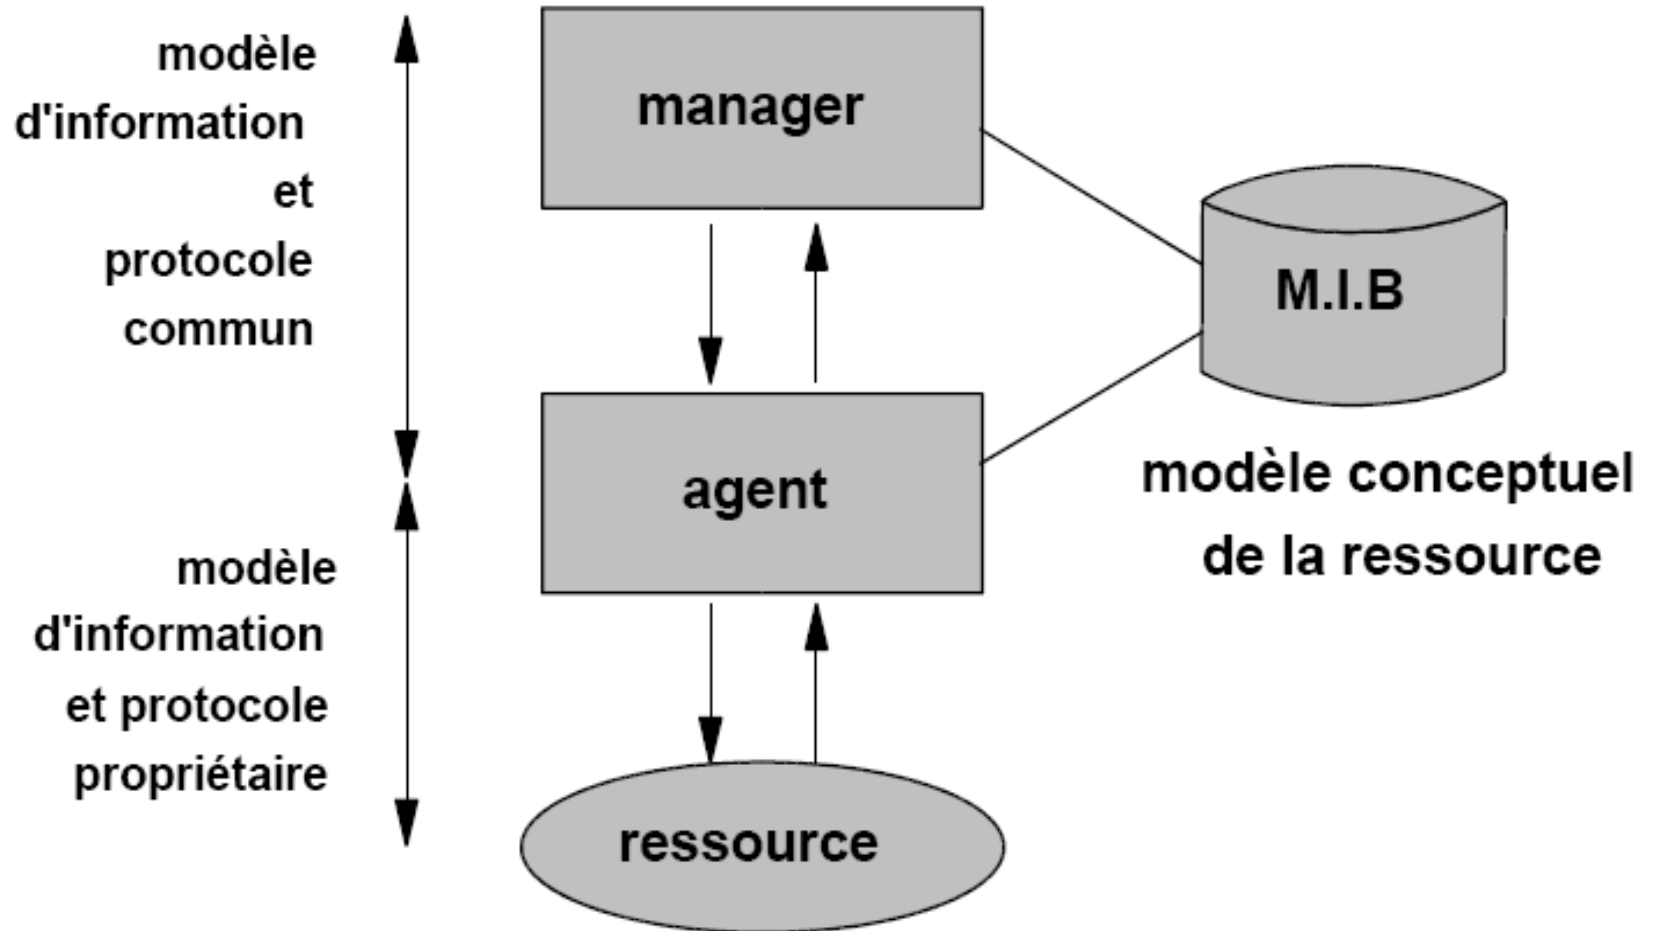 modèle
d'information
et
protocole
commun
manager
M.I.B
agent
modèle conceptuel
de la ressource
modèle
d'information
et protocole
propriétaire
ressource